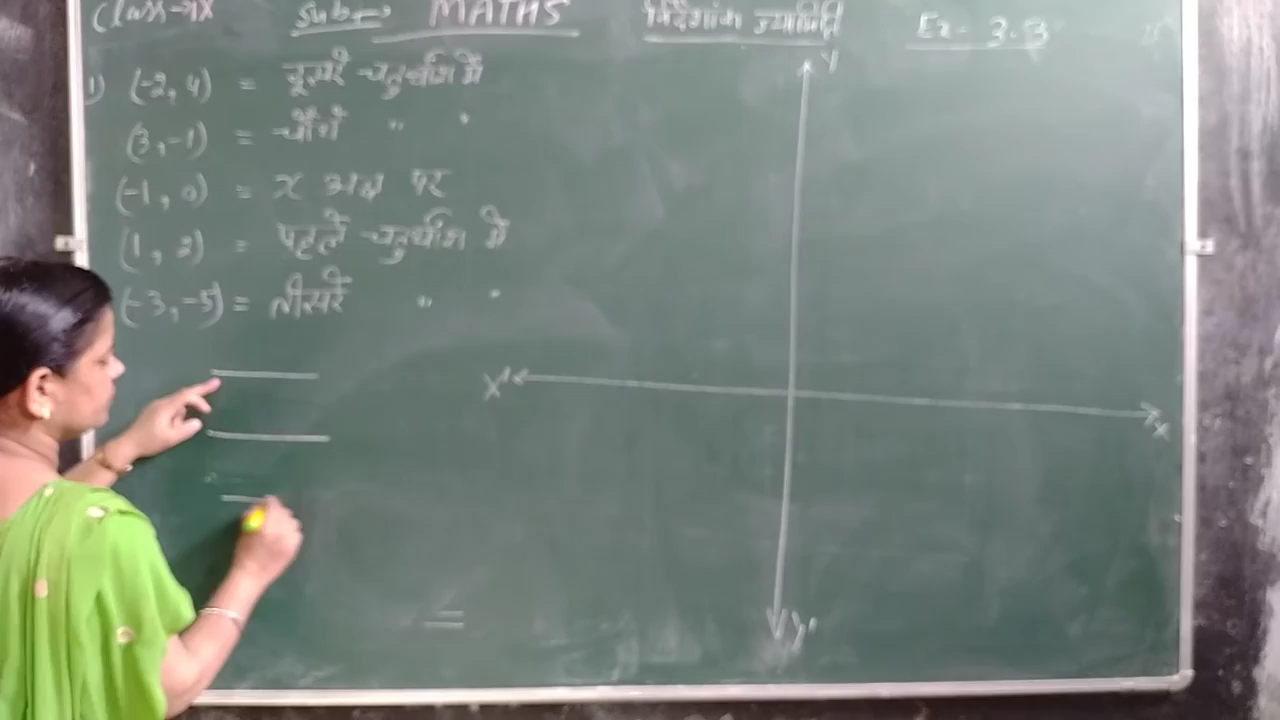 Class-IX Sub- MATHS निर्देशांक ज्यामिति Ex- 3.3
1) (-2, 4) = दूसरे चतुर्थांश में
(3, -1) = चौथे " "
(-1, 0) = x अक्ष पर
(1, 2) = पहले चतुर्थांश में
(-3, -5) = तीसरे " "
Y
X' X
Y'